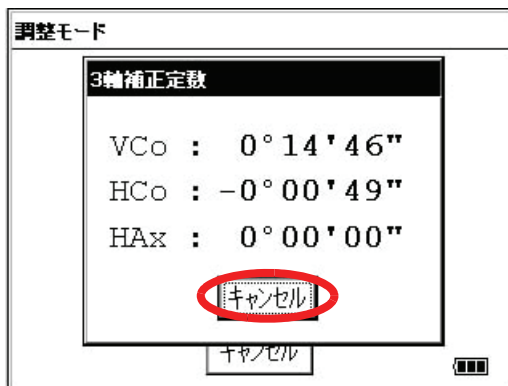 調整モード
3軸補正定数
VCo : 0°14'46"
HCo : -0°00'49"
HAx : 0°00'00"
キャンセル
キャンセル